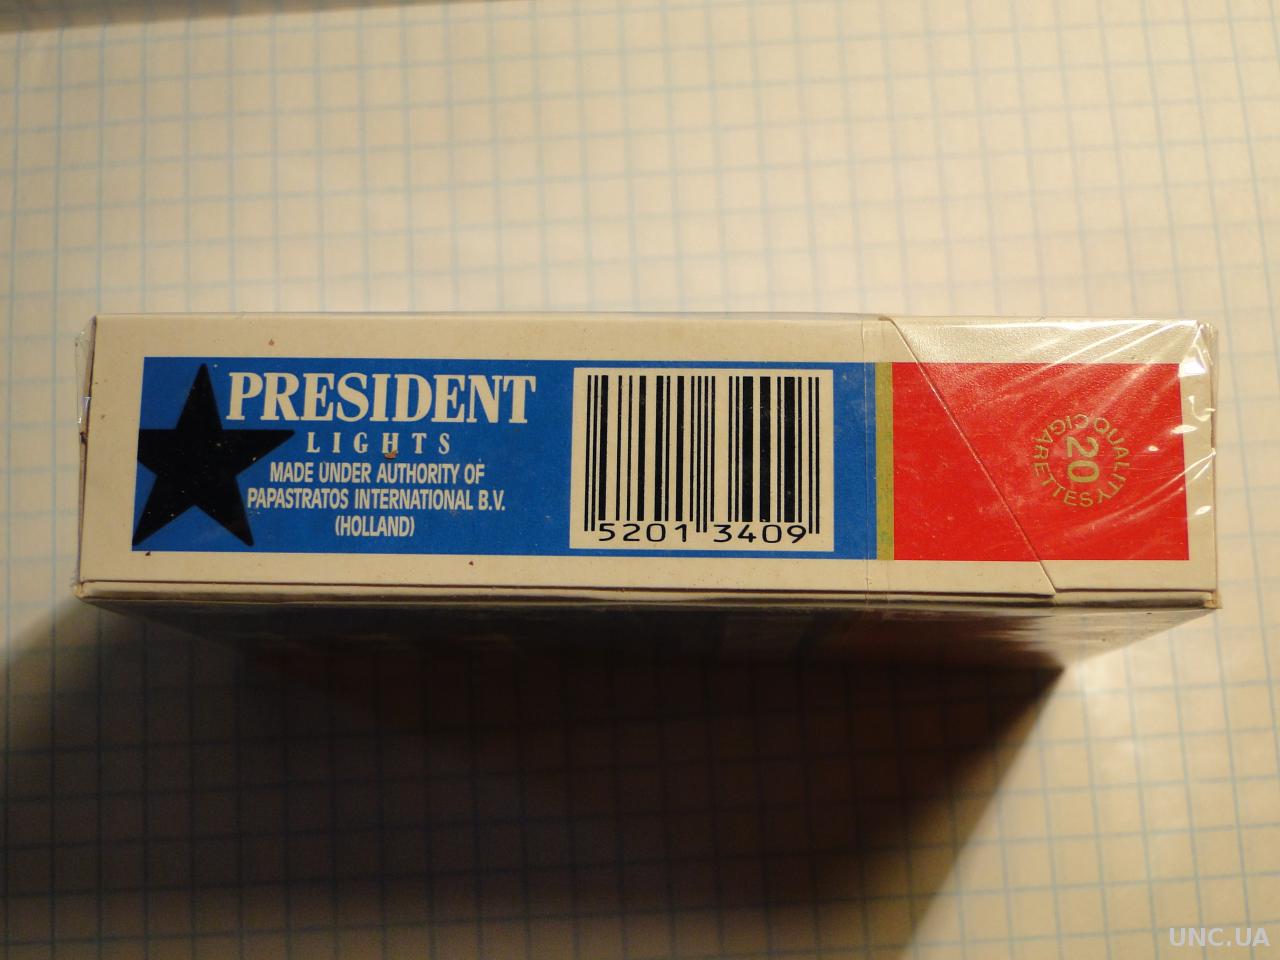 PRESIDENT
LIGHTS
MADE UNDER AUTHORITY OF
PAPASTRATOS INTERNATIONAL B.V.
(HOLLAND)
5201 3409
QUALITY
20
CIGARETTES
UNC.UA